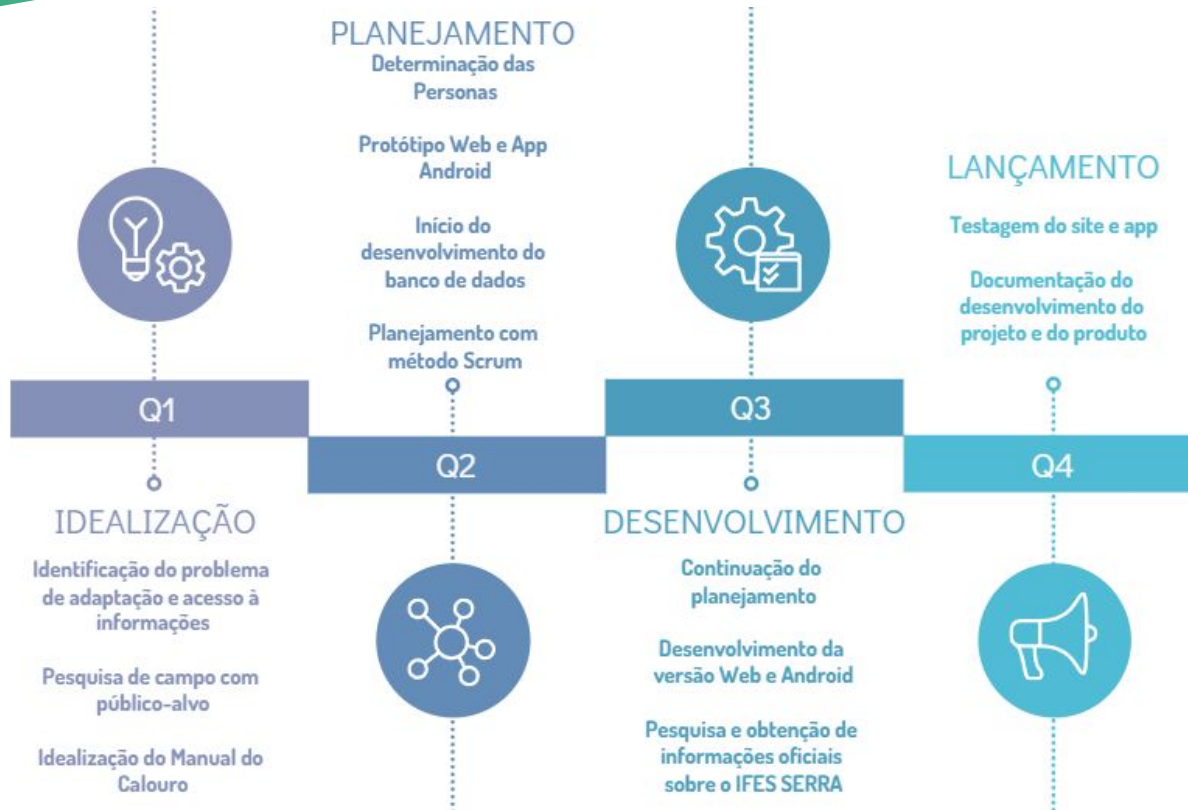 Q1
IDEALIZAÇÃO
Identificação do problema
de adaptação e acesso à
informações
Pesquisa de campo com
público-alvo
Idealização do Manual do
Calouro
PLANEJAMENTO
Determinação das
Personas
Protótipo Web e App
Android
Início do
desenvolvimento do
banco de dados
Planejamento com
método Scrum
Q2
Q3
DESENVOLVIMENTO
Continuação do
planejamento
Desenvolvimento da
versão Web e Android
Pesquisa e obtenção de
informações oficiais
sobre o IFES SERRA
LANÇAMENTO
Testagem do site e app
Documentação do
desenvolvimento do
projeto e do produto
Q4